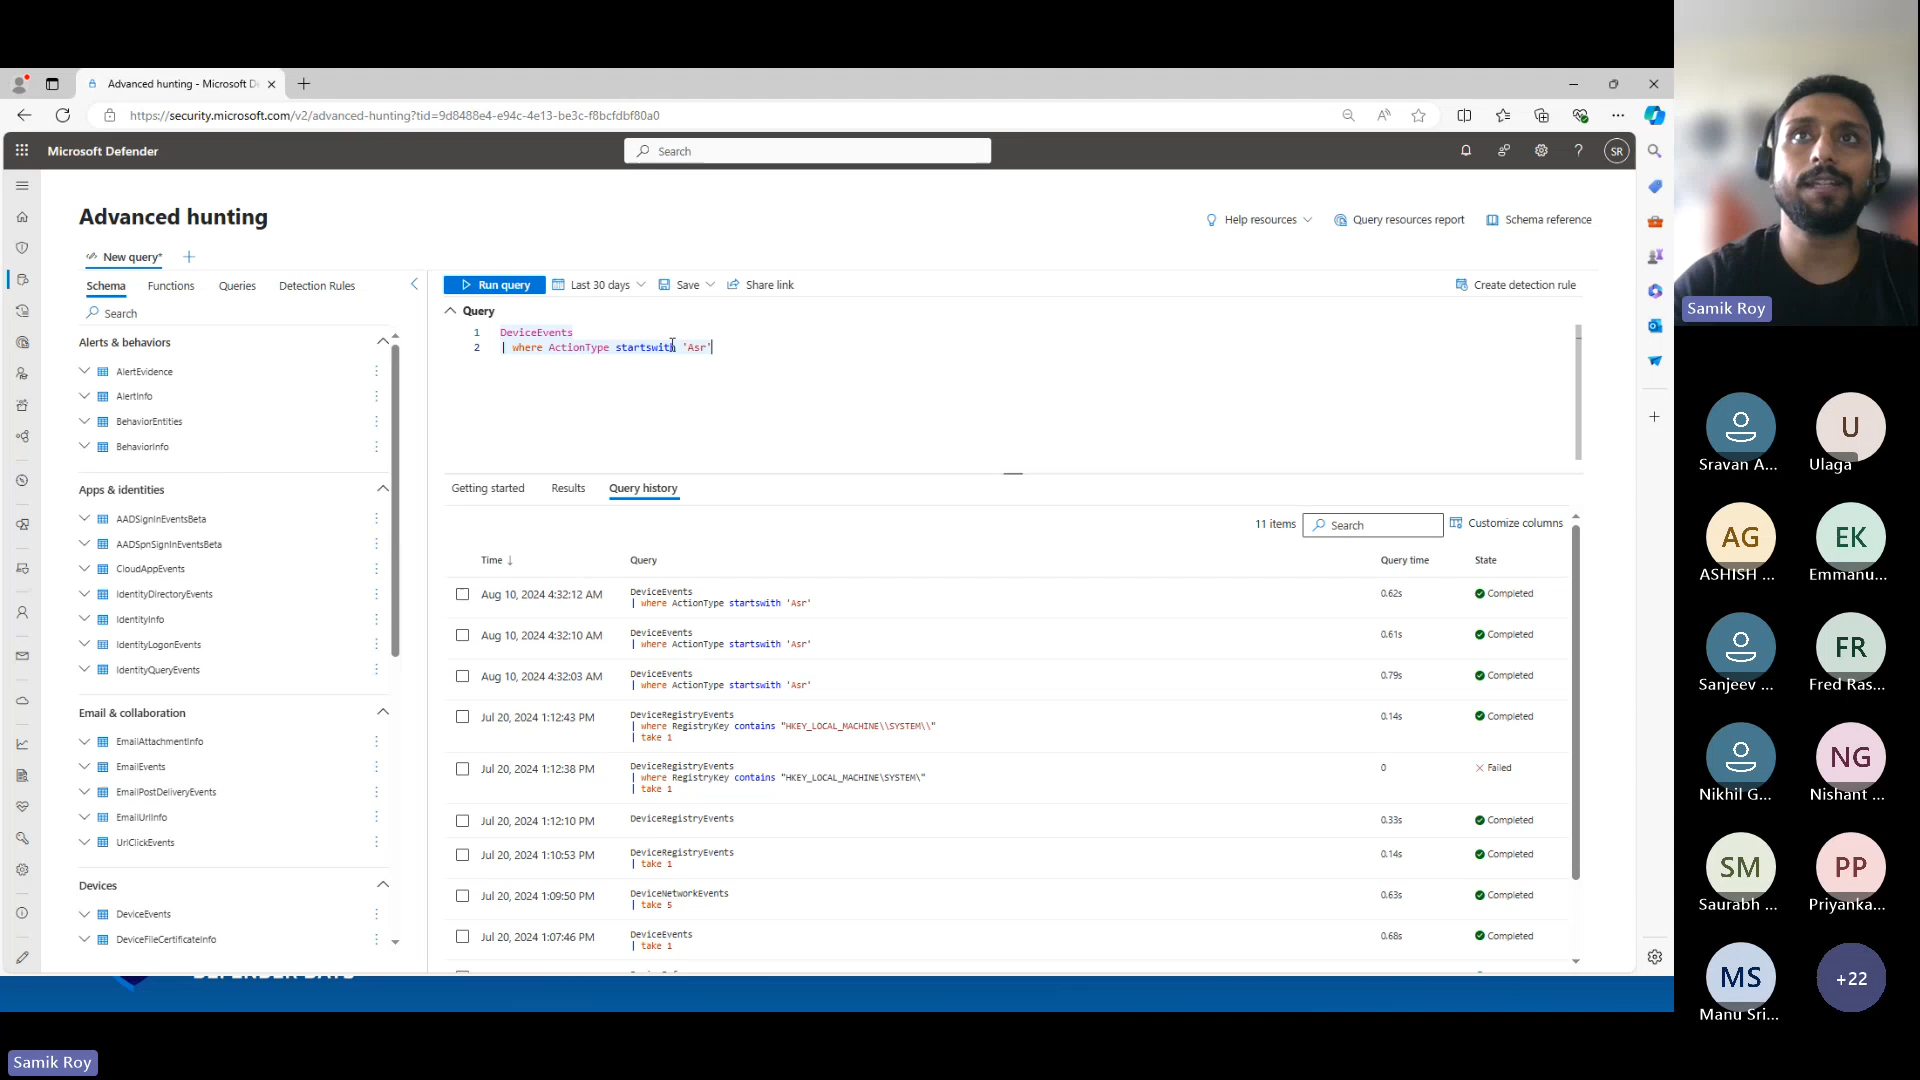 Advanced hunting - Microsoft De
https://security.microsoft.com/v2/advanced-hunting?tid=9d8488e4-e94c-4e13-be3c-f8bcfdbf80a0
Microsoft Defender
Search
SR
Advanced hunting
Help resources
Query resources report
Schema reference
New query*
Schema
Functions
Queries
Detection Rules
Run query
Last 30 days
Save
Share link
Create detection rule
Search
Alerts & behaviors
AlertEvidence
AlertInfo
BehaviorEntities
BehaviorInfo
Apps & identities
AADSignInEventsBeta
AADSpnSignInEventsBeta
CloudAppEvents
IdentityDirectoryEvents
IdentityInfo
IdentityLogonEvents
IdentityQueryEvents
Email & collaboration
EmailAttachmentInfo
EmailEvents
EmailPostDeliveryEvents
EmailUrlInfo
UrlClickEvents
Devices
DeviceEvents
DeviceFileCertificateInfo
Query
1 DeviceEvents
2 | where ActionType startswith 'Asr'
Getting started
Results
Query history
11 items
Search
Customize columns
Time
Query
Query time
State
Aug 10, 2024 4:32:12 AM
DeviceEvents
| where ActionType startswith 'Asr'
0.62s
Completed
Aug 10, 2024 4:32:10 AM
DeviceEvents
| where ActionType startswith 'Asr'
0.61s
Completed
Aug 10, 2024 4:32:03 AM
DeviceEvents
| where ActionType startswith 'Asr'
0.79s
Completed
Jul 20, 2024 1:12:43 PM
DeviceRegistryEvents
| where RegistryKey contains "HKEY_LOCAL_MACHINE\\SYSTEM\\"
| take 1
0.14s
Completed
Jul 20, 2024 1:12:38 PM
DeviceRegistryEvents
| where RegistryKey contains "HKEY_LOCAL_MACHINE\SYSTEM\"
| take 1
0
Failed
Jul 20, 2024 1:12:10 PM
DeviceRegistryEvents
0.33s
Completed
Jul 20, 2024 1:10:53 PM
DeviceRegistryEvents
| take 1
0.14s
Completed
Jul 20, 2024 1:09:50 PM
DeviceNetworkEvents
| take 5
0.63s
Completed
Jul 20, 2024 1:07:46 PM
DeviceEvents
| take 1
0.68s
Completed
Samik Roy
Sravan A...
U
Ulaga
AG
ASHISH ...
EK
Emmanu...
Sanjeev ...
FR
Fred Ras...
Nikhil G...
NG
Nishant ...
SM
Saurabh ...
PP
Priyanka...
MS
Manu Sri...
+22
Samik Roy